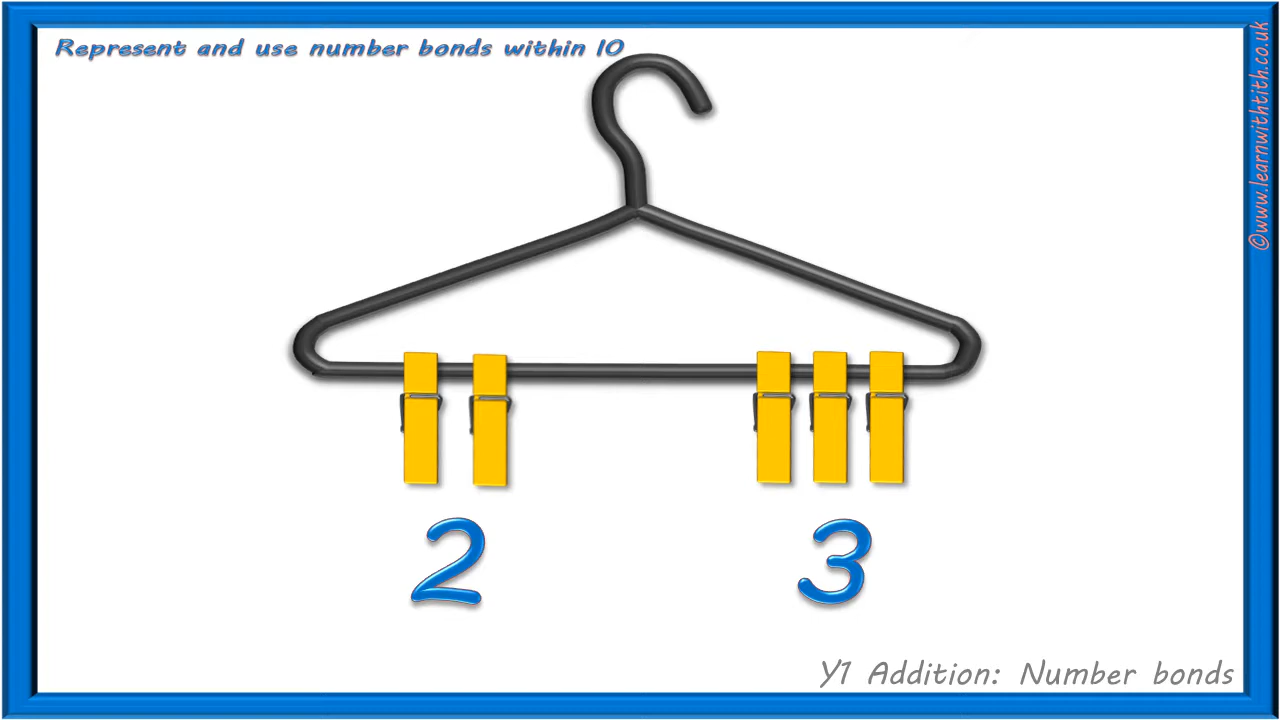 Represent and use number bonds within 10
©www.learnwithtith.co.uk
2 3
Y1 Addition: Number bonds